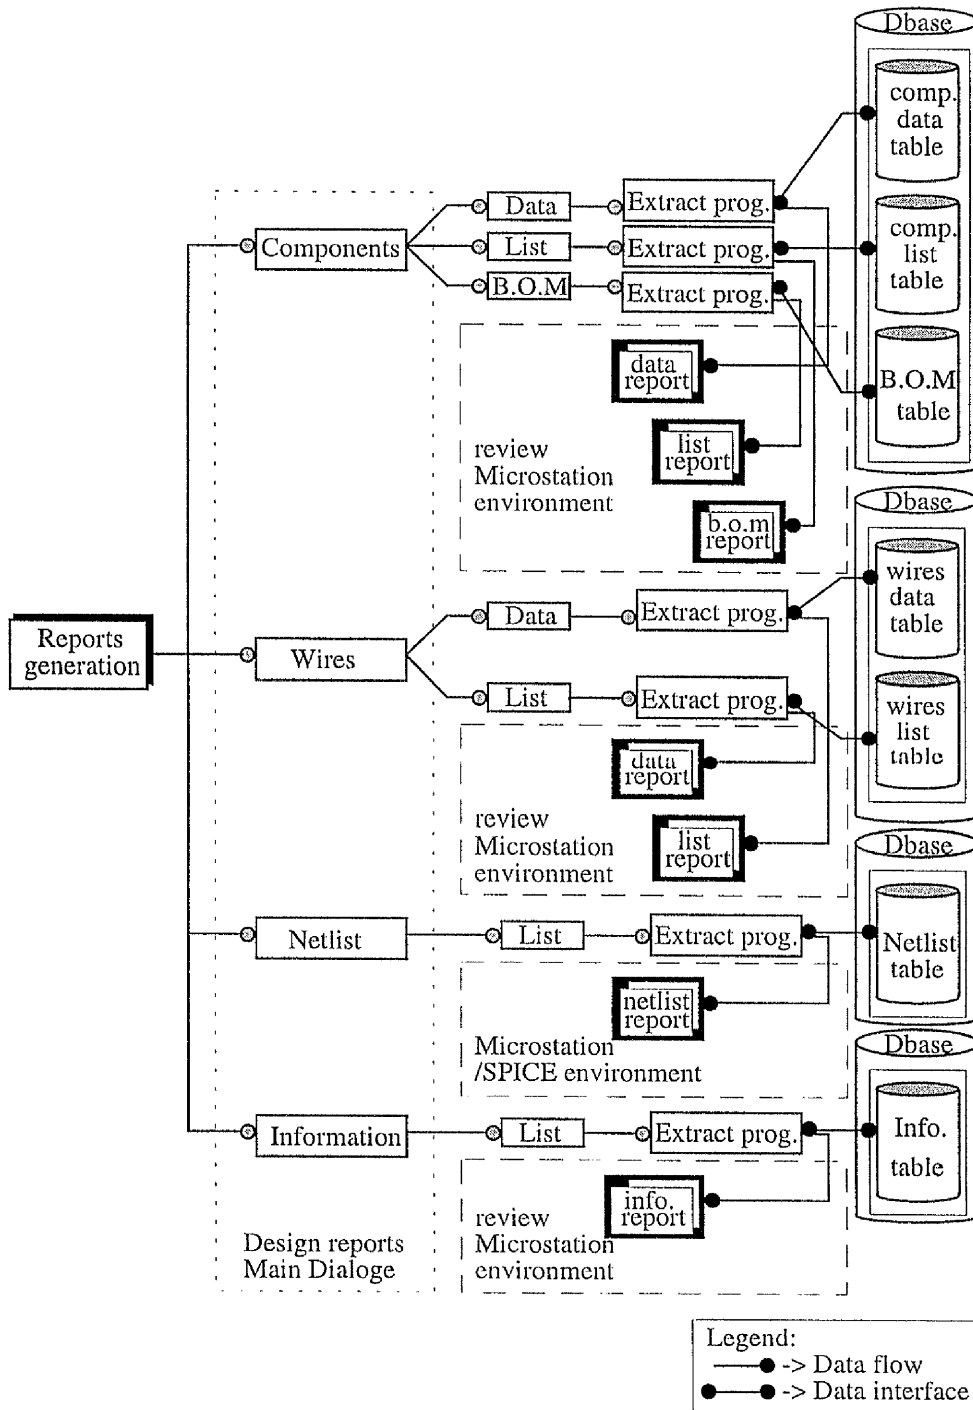 Dbase
comp.
data
table
Data
Extract prog.
comp.
list
table
Components
List
Extract prog.
B.O.M
Extract prog.
data
report
B.O.M
table
list
report
review
Microstation
environment
b.o.m
report
Dbase
wires
data
table
Data
Extract prog.
Reports
generation
Wires
List
Extract prog.
wires
list
table
data
report
review
Microstation
environment
list
report
Dbase
Netlist
List
Extract prog.
Netlist
table
netlist
report
Microstation
/SPICE environment
Dbase
Information
List
Extract prog.
Info.
table
info.
report
review
Microstation
environment
Design reports
Main Dialoge
Legend:
-> Data flow
-> Data interface